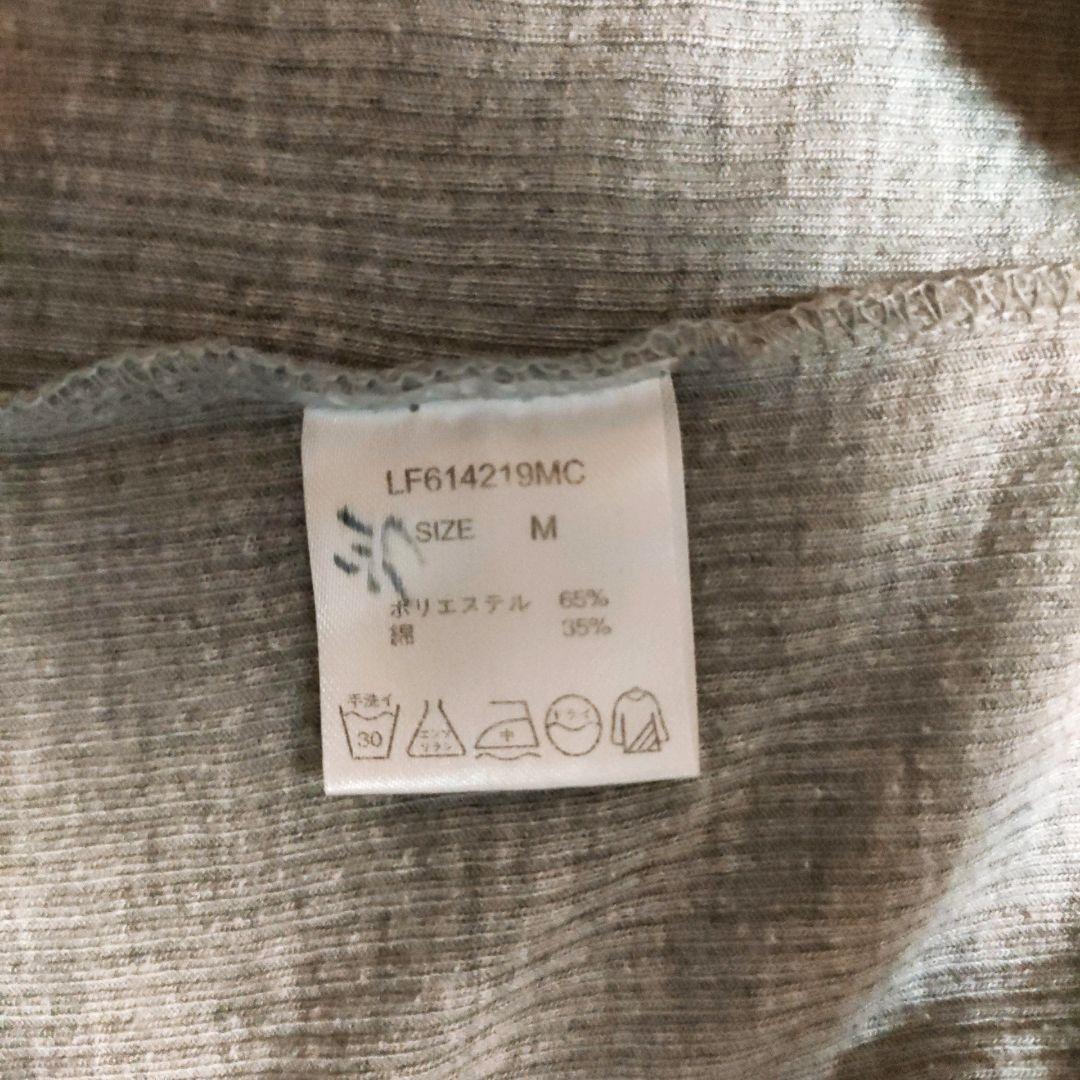 LF614219MC
SIZE M
ポリエステル 65%
綿 35%
手洗イ
30
エンソ
サラシ
中
ドライ